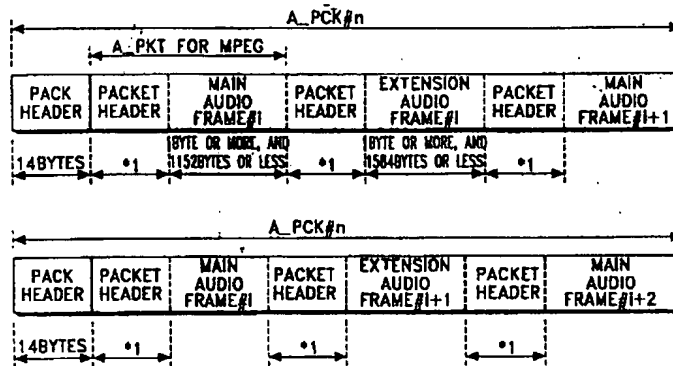 A_PCK#n
A_PKT FOR MPEG
PACK HEADER
PACKET HEADER
MAIN AUDIO FRAME#i
PACKET HEADER
EXTENSION AUDIO FRAME#i
PACKET HEADER
MAIN AUDIO FRAME#i+1
14BYTES
*1
1BYTE OR MORE, AND 1152BYTES OR LESS
*1
1BYTE OR MORE, AND 1584BYTES OR LESS
*1
A_PCK#n
PACK HEADER
PACKET HEADER
MAIN AUDIO FRAME#i
PACKET HEADER
EXTENSION AUDIO FRAME#i+1
PACKET HEADER
MAIN AUDIO FRAME#i+2
14BYTES
*1
*1
*1